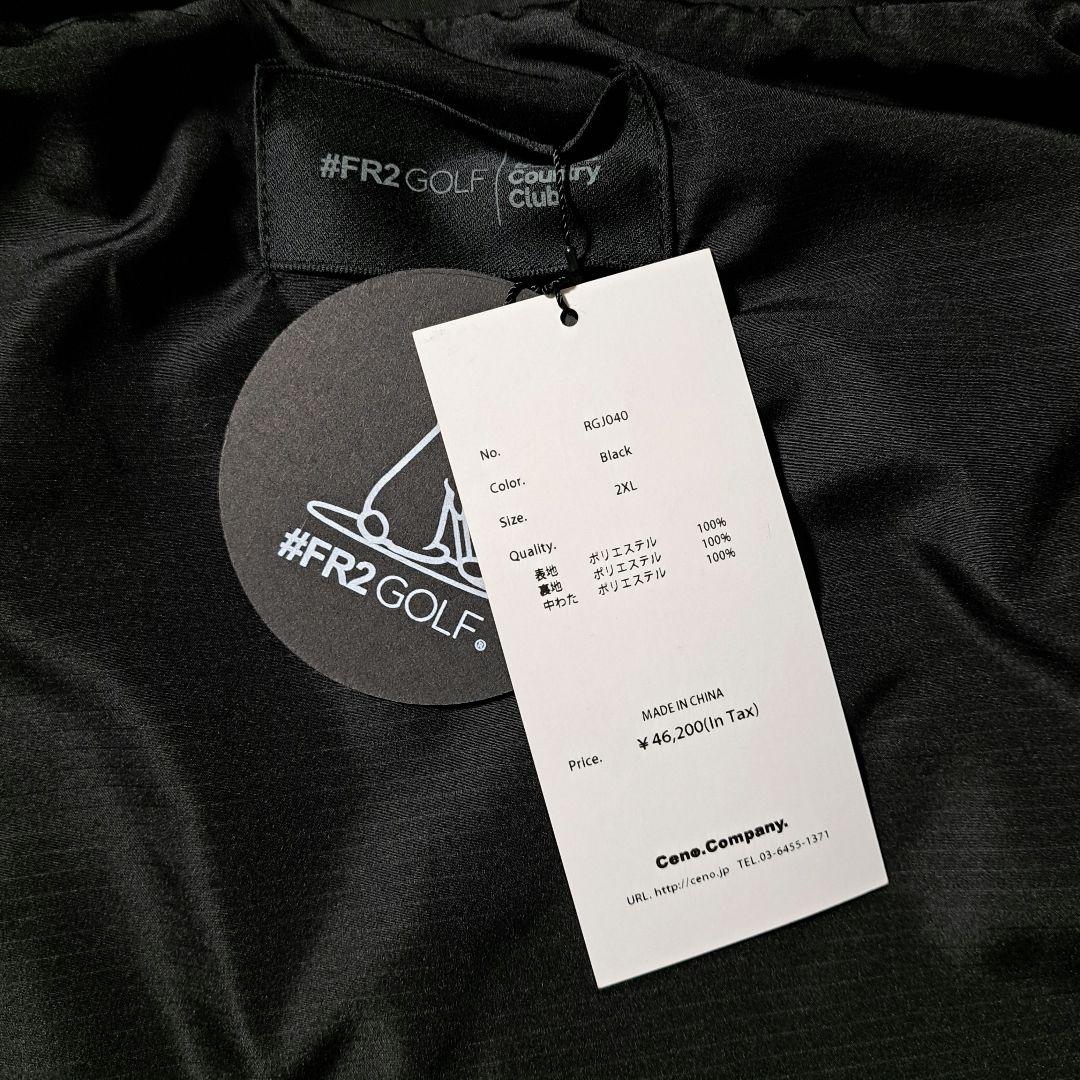 #FR2 GOLF
Country
Club
#FR2 GOLF®
No. RGJ040
Color. Black
Size. 2XL
Quality.
表地 ポリエステル 100%
裏地 ポリエステル 100%
中わた ポリエステル 100%
MADE IN CHINA
Price. ￥46,200(In Tax)
Ceno.Company.
URL. http://ceno.jp TEL.03-6455-1371